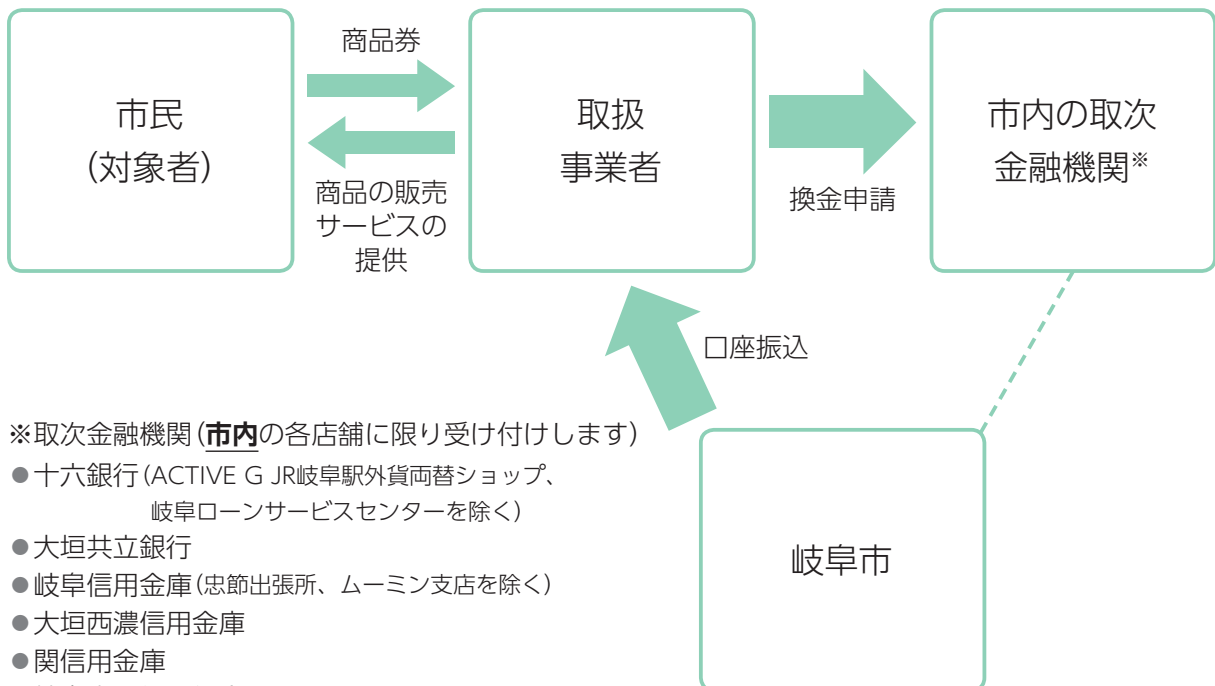 商品券
市民
(対象者)
商品の販売
サービスの
提供
取扱
事業者
換金申請
市内の取次
金融機関※
口座振込
※取次金融機関(市内の各店舗に限り受け付けします)
●十六銀行(ACTIVE G JR岐阜駅外貨両替ショップ、
岐阜ローンサービスセンターを除く)
●大垣共立銀行
●岐阜信用金庫(忠節出張所、ムーミン支店を除く)
●大垣西濃信用金庫
●関信用金庫
岐阜市